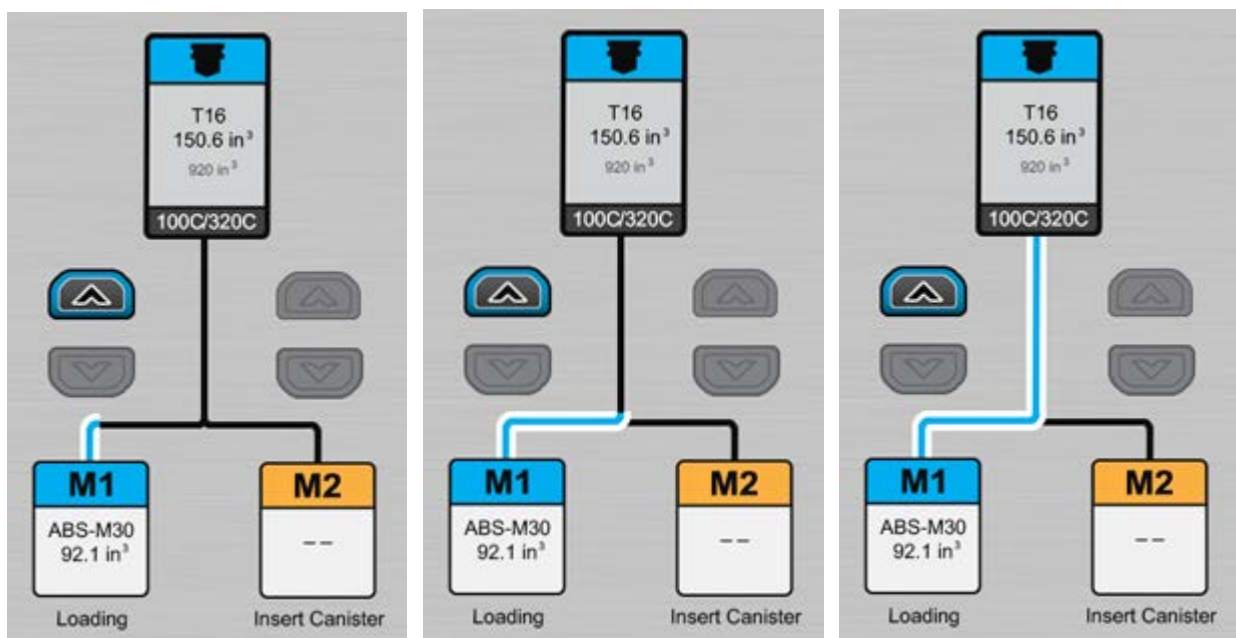 T16
150.6 in³
920 in³
100C/320C
M1
ABS-M30
92.1 in³
Loading
M2
--
Insert Canister
T16
150.6 in³
920 in³
100C/320C
M1
ABS-M30
92.1 in³
Loading
M2
--
Insert Canister
T16
150.6 in³
920 in³
100C/320C
M1
ABS-M30
92.1 in³
Loading
M2
--
Insert Canister